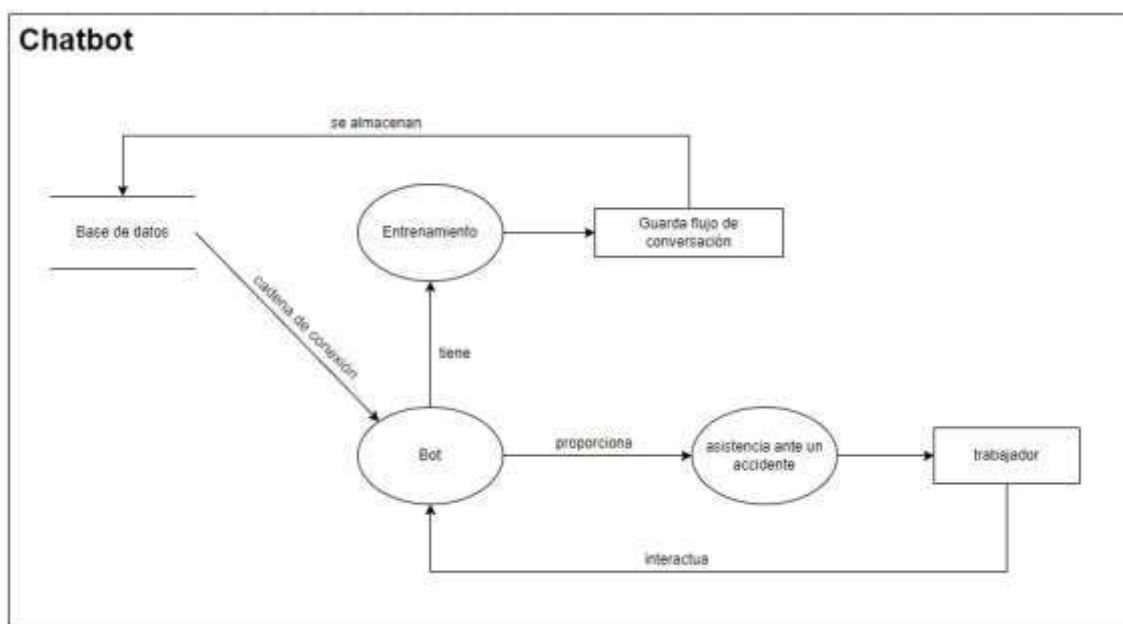 Chatbot
se almacenan
Base de datos
Entrenamiento
Guarda flujo de
conversación
cadena de conexión
tiene
Bot
proporciona
asistencia ante un
accidente
trabajador
interactua